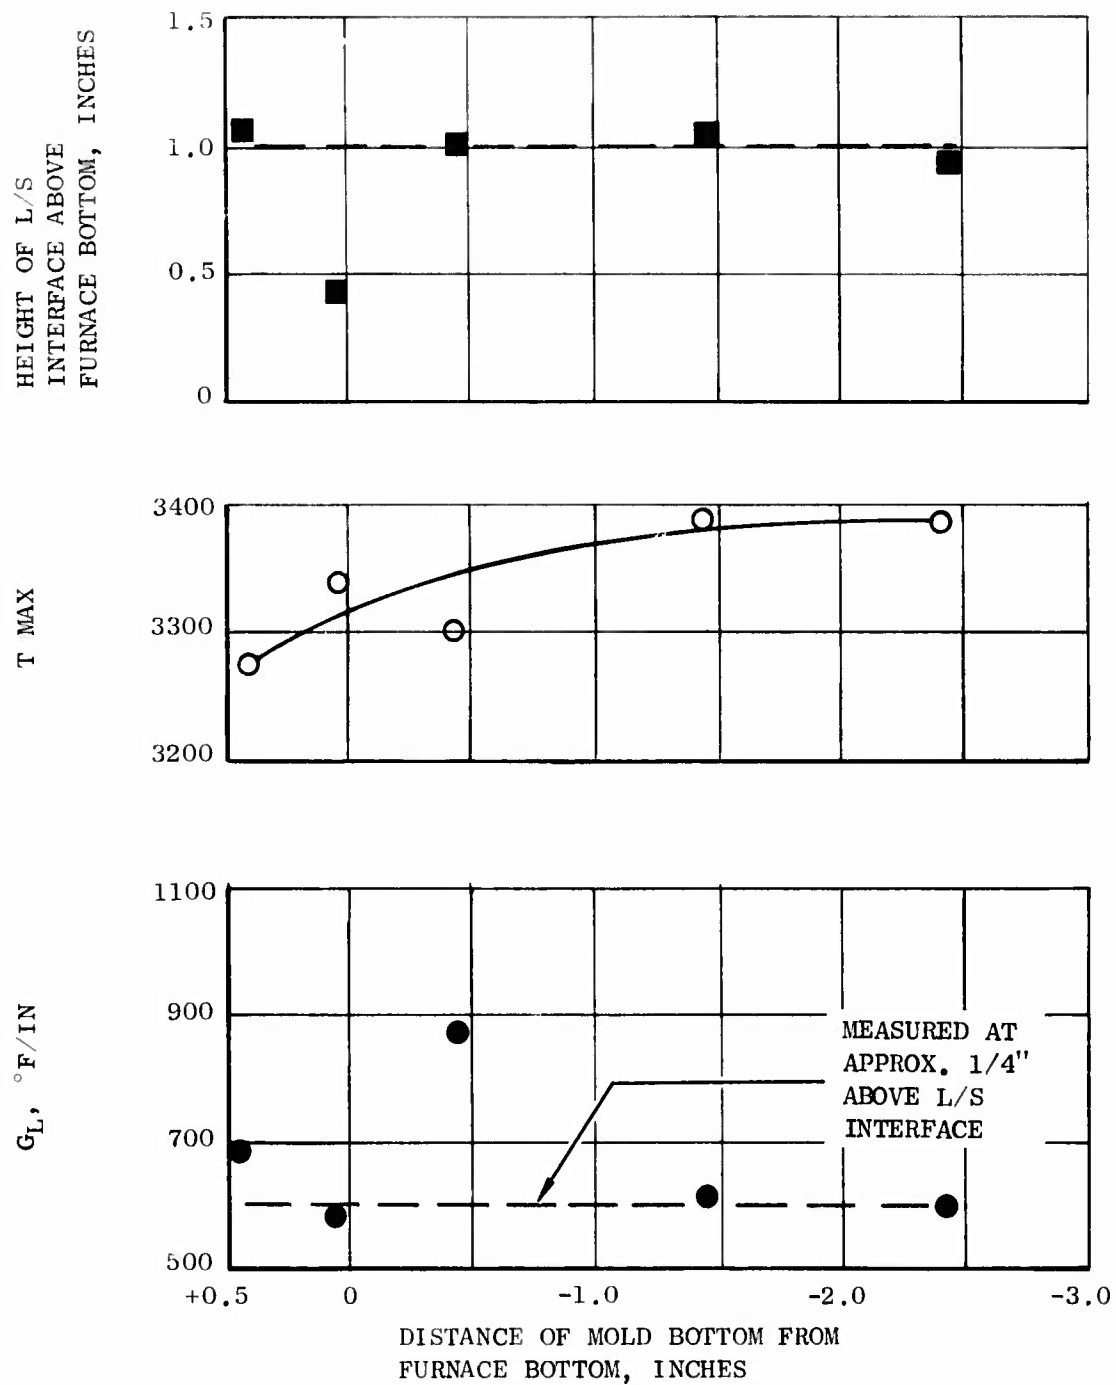 HEIGHT OF L/S
INTERFACE ABOVE
FURNACE BOTTOM, INCHES
1.5
1.0
0.5
0
T MAX
3400
3300
3200
G_L, °F/IN
1100
900
700
500
MEASURED AT
APPROX. 1/4"
ABOVE L/S
INTERFACE
+0.5 0 -1.0 -2.0 -3.0
DISTANCE OF MOLD BOTTOM FROM
FURNACE BOTTOM, INCHES